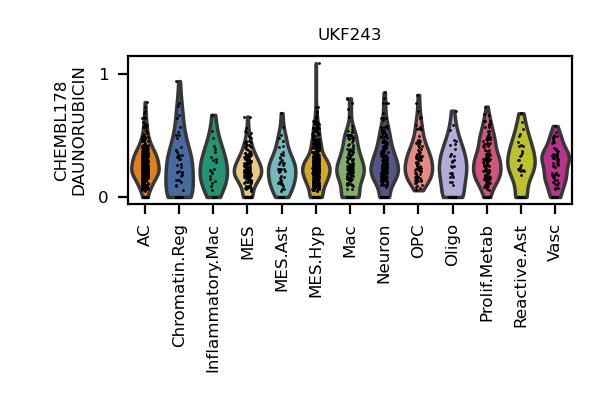 UKF243
CHEMBL178
DAUNORUBICIN
1
0
AC
Chromatin.Reg
Inflammatory.Mac
MES
MES.Ast
MES.Hyp
Mac
Neuron
OPC
Oligo
Prolif.Metab
Reactive.Ast
Vasc